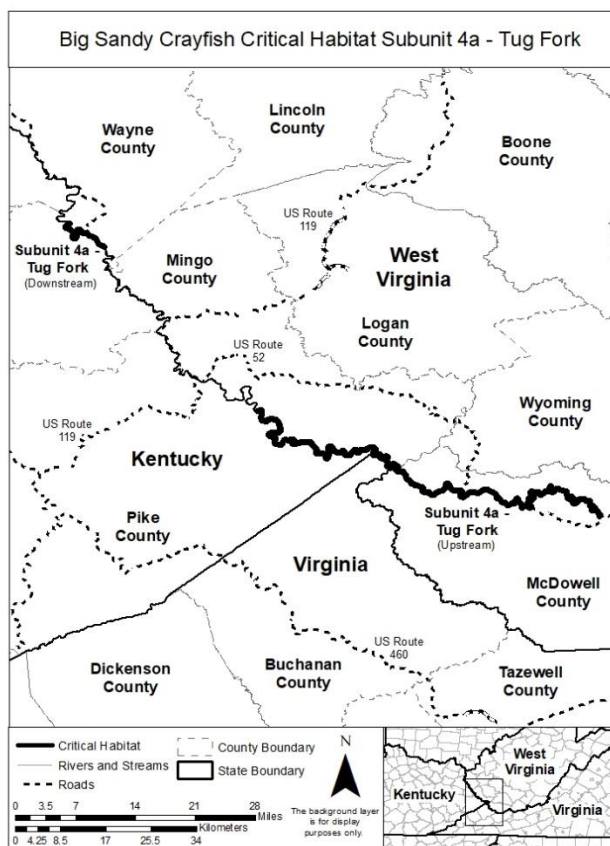 Big Sandy Crayfish Critical Habitat Subunit 4a - Tug Fork
Wayne
County
Lincoln
County
Boone
County
US Route
119
Subunit 4a -
Tug Fork
(Downstream)
Mingo
County
West
Virginia
Logan
County
US Route
52
Wyoming
County
US Route
119
Kentucky
Pike
County
Subunit 4a -
Tug Fork
(Upstream)
Virginia
McDowell
County
US Route
460
Dickenson
County
Buchanan
County
Tazewell
County
Critical Habitat
Rivers and Streams
Roads
County Boundary
State Boundary
N
The background layer
is for display
purposes only.
0 3.5 7 14 21 28
Miles
Kilometers
0 4.25 8.5 17 25.5 34
West
Virginia
Kentucky
Virginia